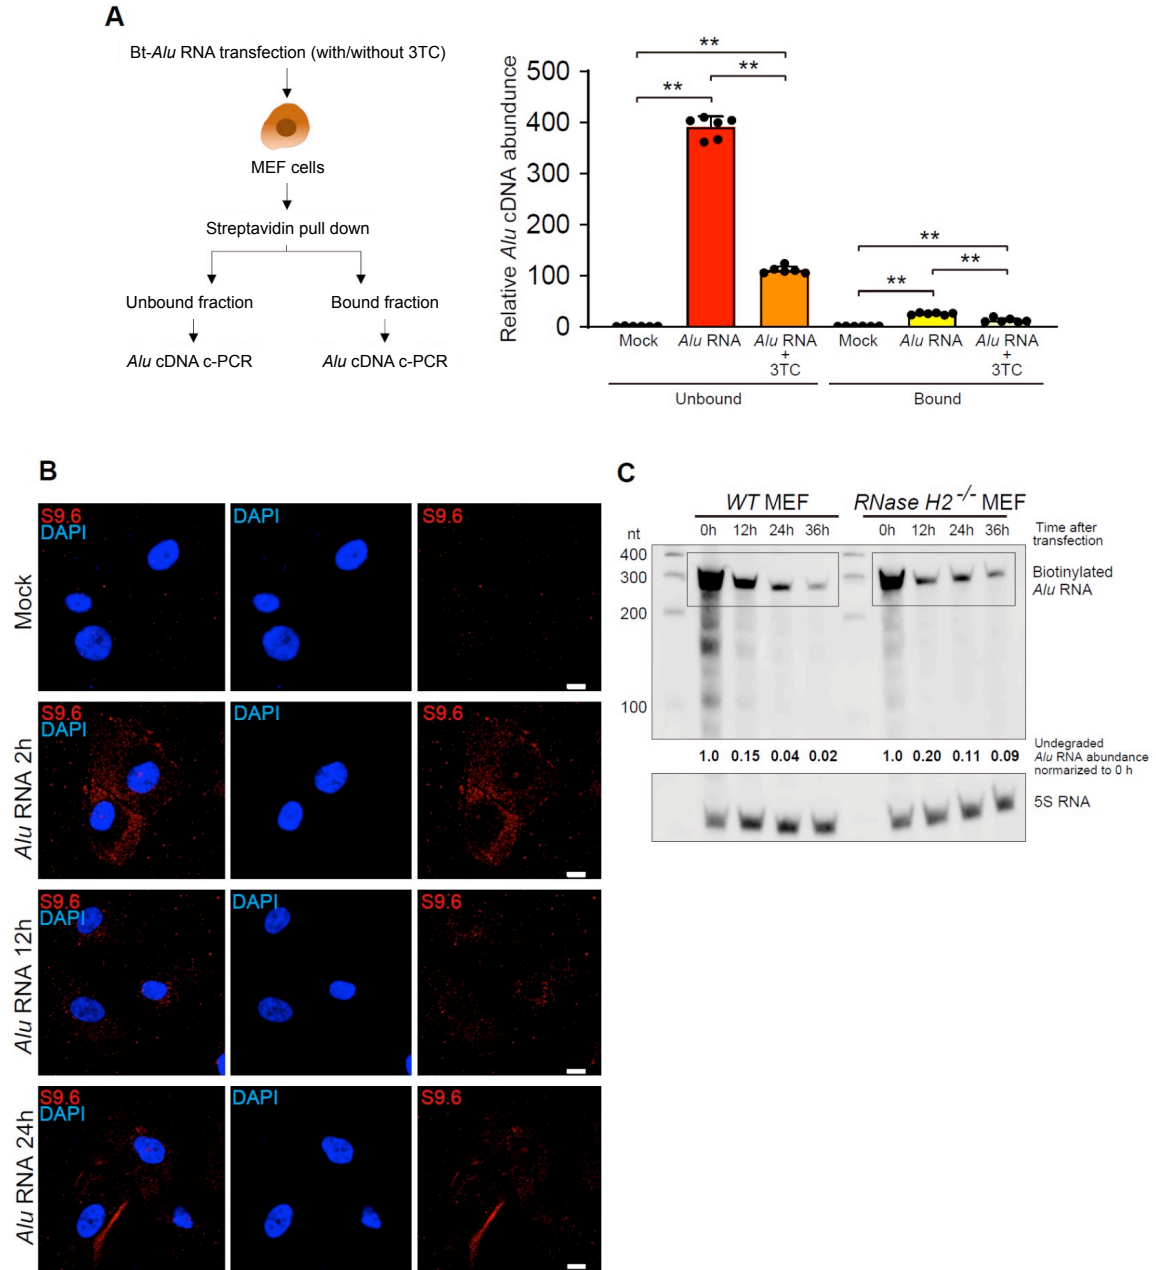 A
Bt-Alu RNA transfection (with/without 3TC)
MEF cells
Streptavidin pull down
Unbound fraction
Bound fraction
Alu cDNA c-PCR
Alu cDNA c-PCR
Relative Alu cDNA abundunce
500
400
300
200
100
0
**
**
**
**
**
**
Mock
Alu RNA
Alu RNA
+
3TC
Mock
Alu RNA
Alu RNA
+
3TC
Unbound
Bound
B
Mock
S9.6
DAPI
DAPI
S9.6
Alu RNA 2h
S9.6
DAPI
DAPI
S9.6
Alu RNA 12h
S9.6
DAPI
DAPI
S9.6
Alu RNA 24h
S9.6
DAPI
DAPI
S9.6
C
WT MEF
RNase H2 -/- MEF
nt
0h 12h 24h 36h
0h 12h 24h 36h
Time after
transfection
400
300
200
100
Biotinylated
Alu RNA
1.0 0.15 0.04 0.02
1.0 0.20 0.11 0.09
Undegraded
Alu RNA abundance
normarized to 0 h
5S RNA